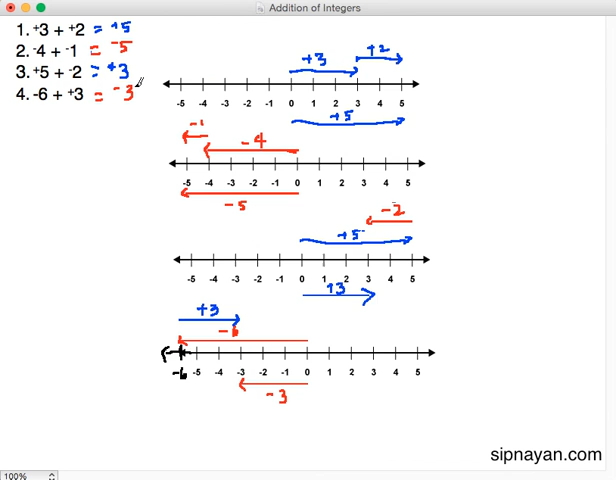 Addition of Integers
1. +3 + +2 = +5
2. -4 + -1 = -5
3. +5 + -2 = +3
4. -6 + +3 = -3
+3 +2
-5 -4 -3 -2 -1 0 1 2 3 4 5
+5
-1 -4
-5 -4 -3 -2 -1 0 1 2 3 4 5
-5
-2
+5
-5 -4 -3 -2 -1 0 1 2 3 4 5
+3
+3
-6
-6 -5 -4 -3 -2 -1 0 1 2 3 4 5
-3
sipnayan.com
100%